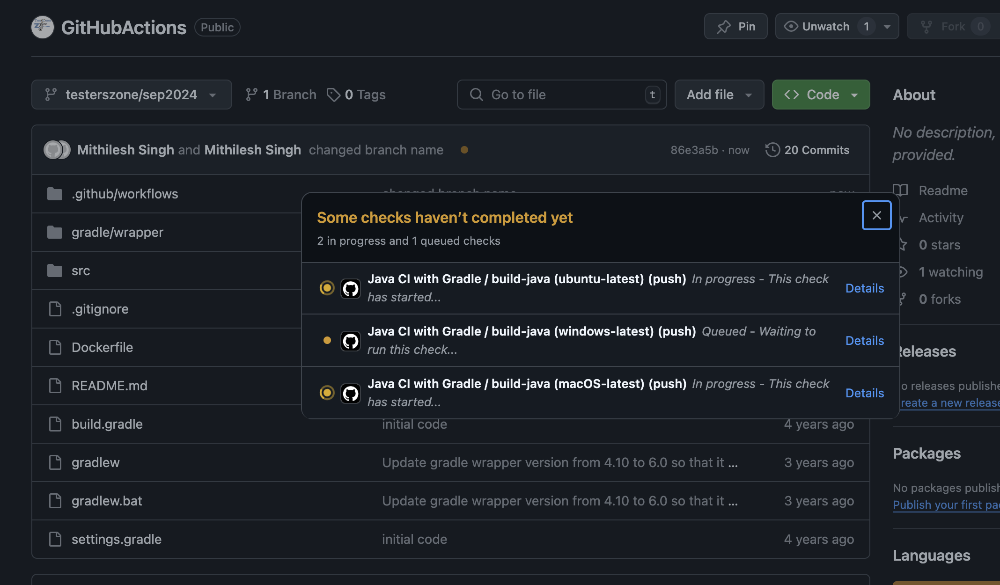 GitHubActions Public
Pin
Unwatch 1
Fork 0
testerszone/sep2024
1 Branch
0 Tags
Go to file t
Add file
<> Code
About
No description,
provided.
Mithilesh Singh and Mithilesh Singh changed branch name
86e3a5b · now
20 Commits
.github/workflows
changed branch name
now
gradle/wrapper
src
.gitignore
Dockerfile
README.md
build.gradle
initial code
4 years ago
gradlew
Update gradle wrapper version from 4.10 to 6.0 so that it ...
3 years ago
gradlew.bat
Update gradle wrapper version from 4.10 to 6.0 so that it ...
3 years ago
settings.gradle
initial code
4 years ago
Some checks haven’t completed yet
2 in progress and 1 queued checks
Java CI with Gradle / build-java (ubuntu-latest) (push) In progress - This check
has started...
Details
Java CI with Gradle / build-java (windows-latest) (push) Queued - Waiting to
run this check...
Details
Java CI with Gradle / build-java (macOS-latest) (push) In progress - This check
has started...
Details
Readme
Activity
0 stars
1 watching
0 forks
Releases
o releases publishe
reate a new release
Packages
No packages publish
Publish your first pac
Languages